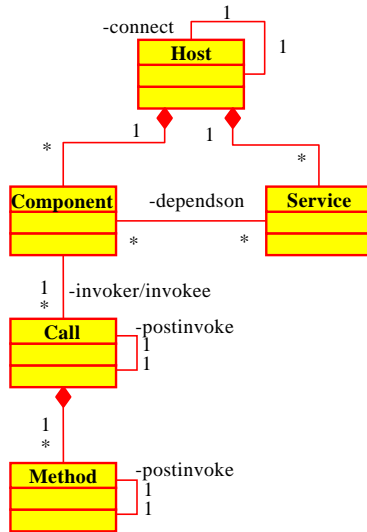 1
-connect
Host
1
1
1
*
*
Component
-dependson
Service
*
*
1
-invoker/invokee
*
Call
-postinvoke
1
1
1
*
Method
-postinvoke
1
1